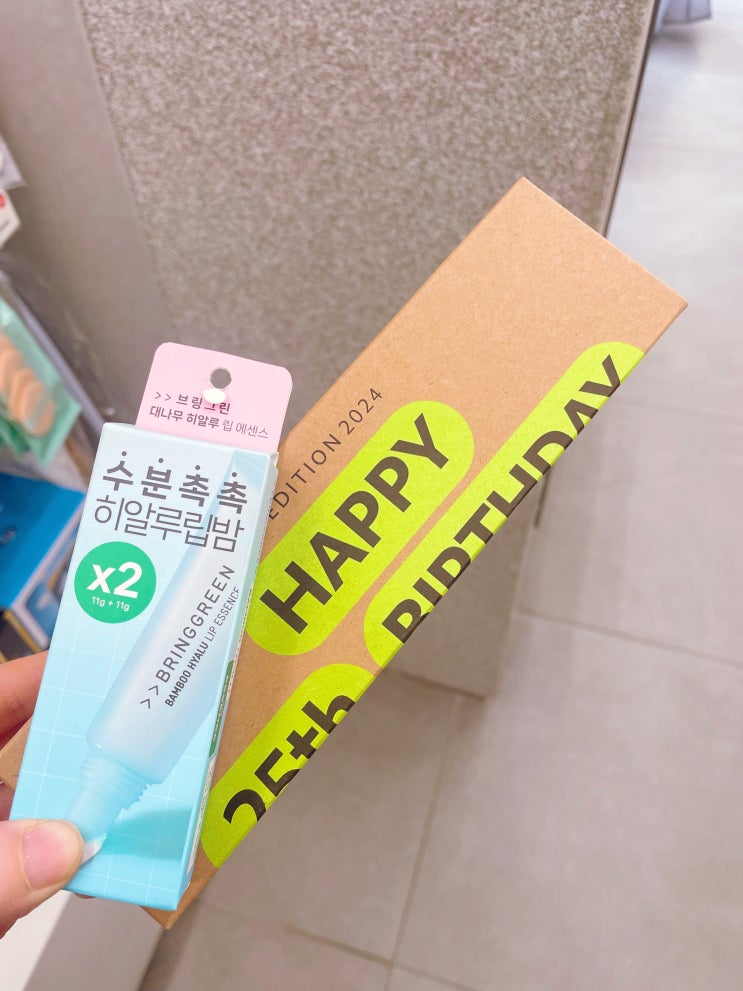 >> 브링그린
대나무 히알루 립 에센스
수분촉촉
히알루립밤
x2
11g + 11g
>> BRINGGREEN
BAMBOO HYALU LIP ESSENCE
EDITION 2024
HAPPY
BIRTHDAY
25th